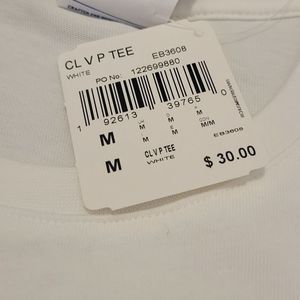 CL V P TEE EB3608
WHITE PO No: 122699880
1 92613 39765 0
M M M M M/M
M
CL V P TEE EB3608
WHITE
$ 30.00